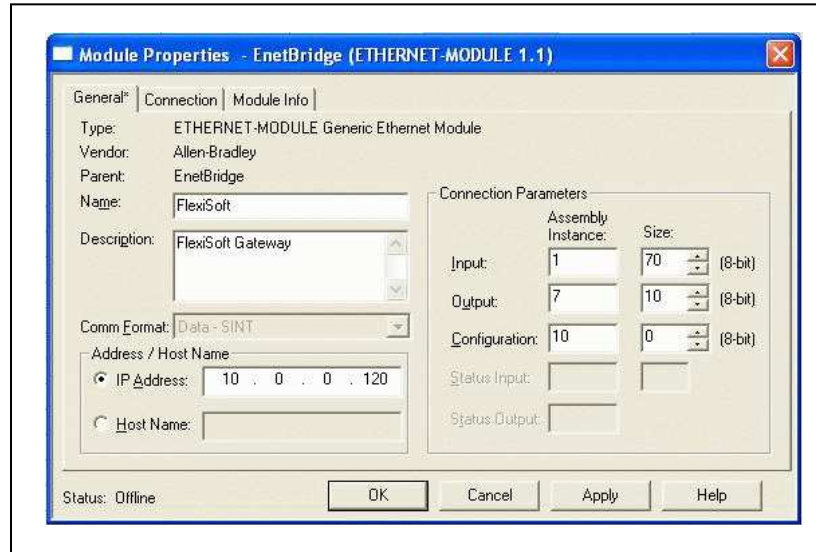 Module Properties - EnetBridge (ETHERNET-MODULE 1.1)
General* Connection Module Info
Type: ETHERNET-MODULE Generic Ethernet Module
Vendor: Allen-Bradley
Parent: EnetBridge
Name: FlexiSoft
Description: FlexiSoft Gateway
Comm Format: Data - SINT
Address / Host Name
IP Address: 10 . 0 . 0 . 120
Host Name:
Connection Parameters
Assembly Instance: Size:
Input: 1 70 (8-bit)
Output: 7 10 (8-bit)
Configuration: 10 0 (8-bit)
Status Input:
Status Output:
Status: Offline
OK Cancel Apply Help